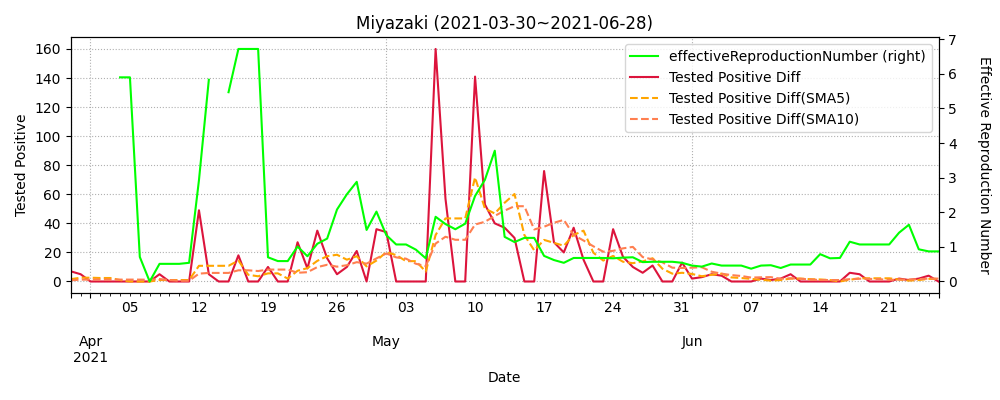 Miyazaki (2021-03-30~2021-06-28)
effectiveReproductionNumber (right)
Tested Positive Diff
Tested Positive Diff(SMA5)
Tested Positive Diff(SMA10)
Tested Positive
160
140
120
100
80
60
40
20
0
Effective Reproduction Number
7
6
5
4
3
2
1
0
05 12 19 26 03 10 17 24 31 07 14 21
Apr May Jun
2021
Date